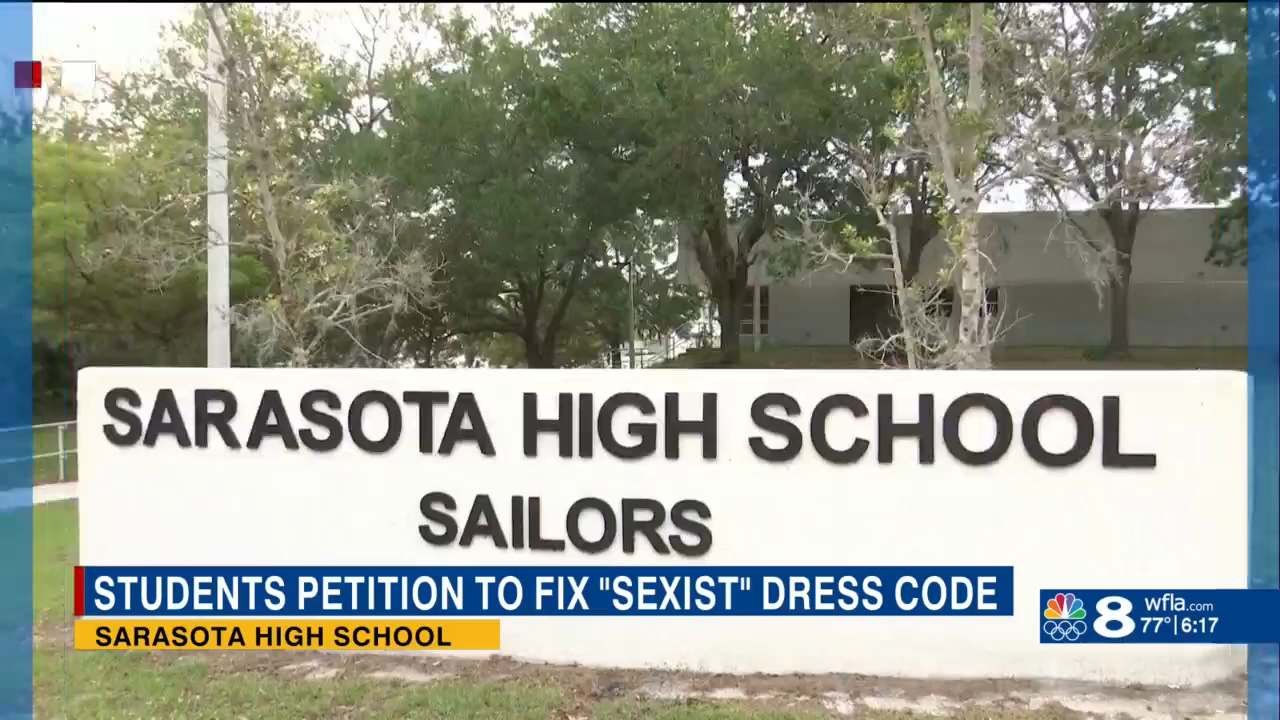 SARASOTA HIGH SCHOOL
SAILORS
STUDENTS PETITION TO FIX "SEXIST" DRESS CODE
SARASOTA HIGH SCHOOL
8 wfla.com
77° | 6:17